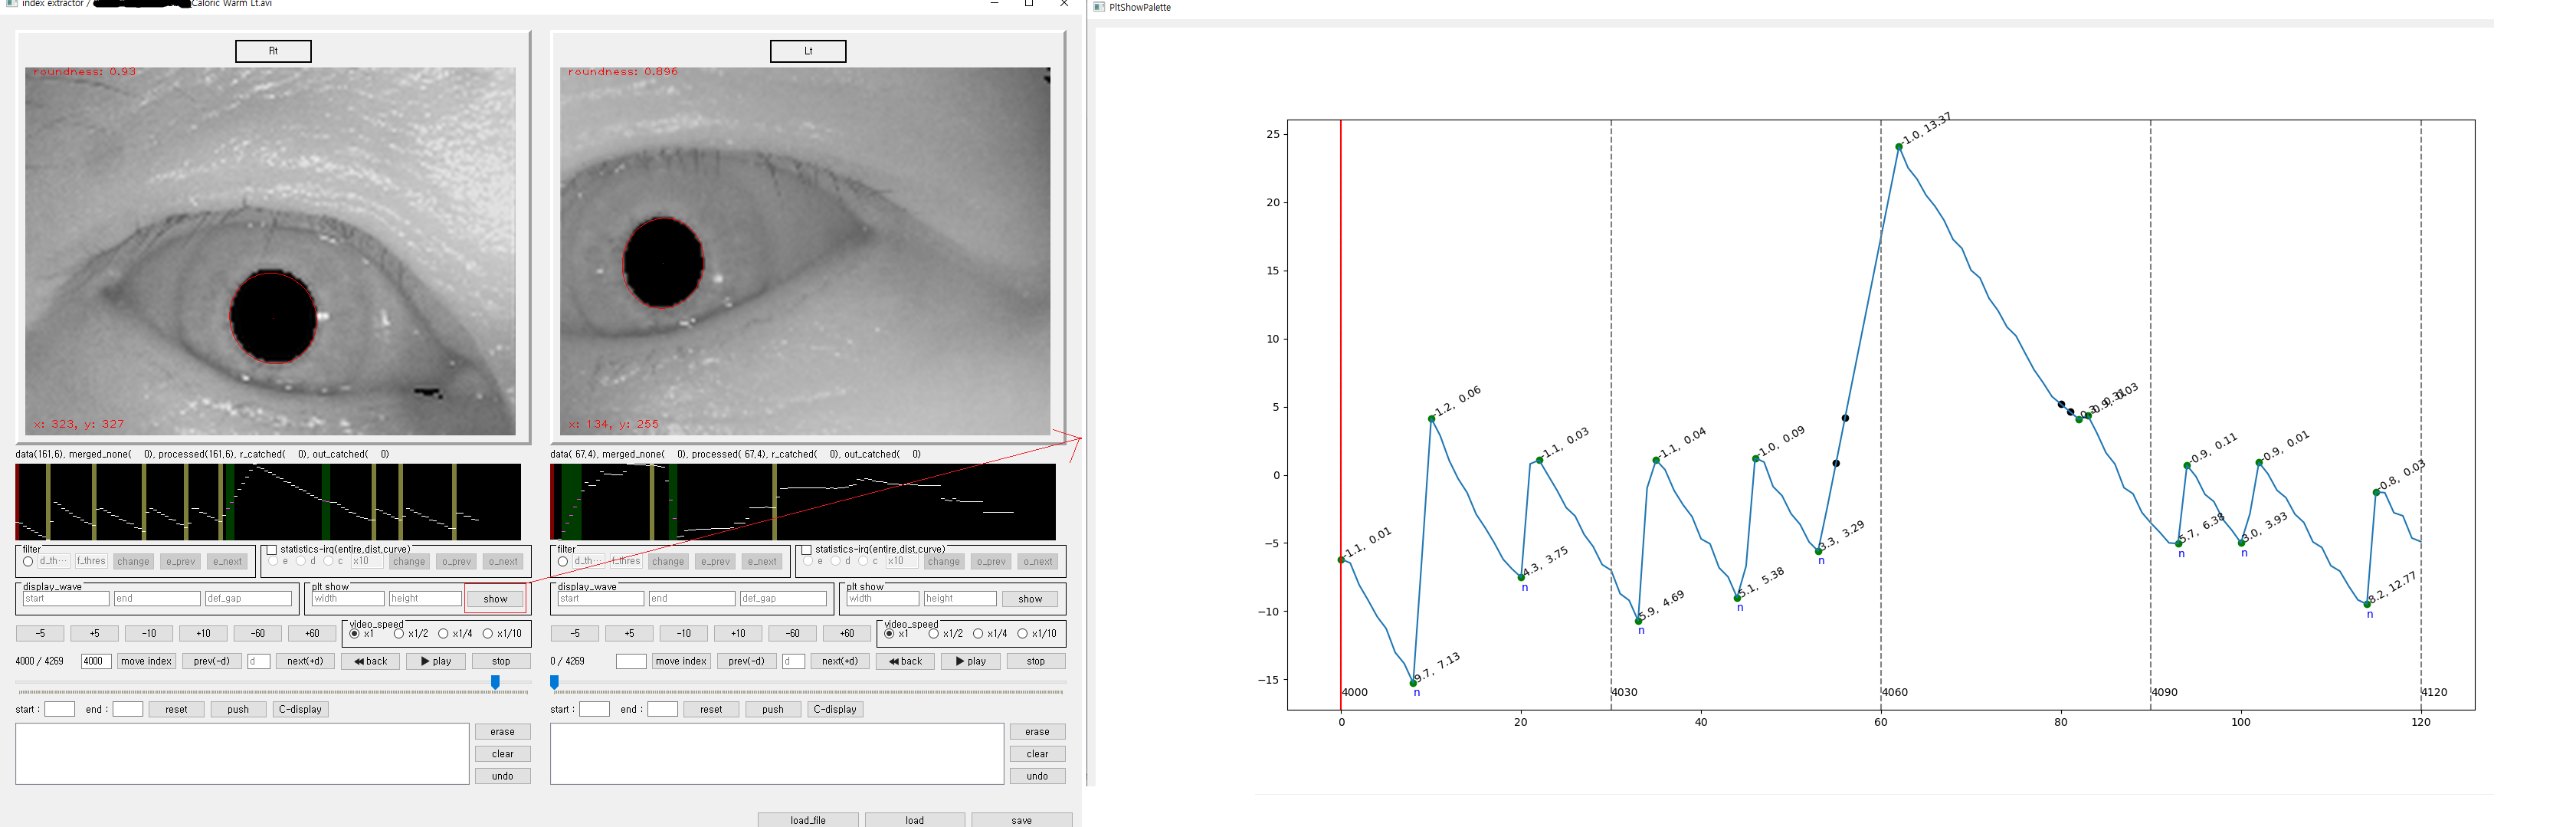 index extractor / Caloric Warm Lt.avi
Rt
roundness: 0.93
x: 323, y: 327
Lt
roundness: 0.896
x: 134, y: 255
data(161,6), merged_none( 0), processed(161,6), r_catched( 0), out_catched( 0)
data( 67,4), merged_none( 0), processed( 67,4), r_catched( 0), out_catched( 0)
filter
d_th··· f_thres change e_prev e_next
statistics-irq(entire,dist,curve)
e d c x10 o_prev o_next
filter
d_th··· f_thres change e_prev e_next
statistics-irq(entire,dist,curve)
e d c x10 o_prev o_next
display_wave
start end def_gap
plt show
width height show
display_wave
start end def_gap
plt show
width height show
-5 +5 -10 +10 -60 +60
video_speed
x1 x1/2 x1/4 x1/10
-5 +5 -10 +10 -60 +60
video_speed
x1 x1/2 x1/4 x1/10
4000 / 4269 4000 move index prev(-d) d next(+d) back play stop
0 / 4269 move index prev(-d) d next(+d) back play stop
start : end : reset push C-display
start : end : reset push C-display
erase
clear
undo
erase
clear
undo
load_file load save
PltShowPalette
25
20
15
10
5
0
−5
−10
−15
-1.1, 0.01
9.7, 7.13
n
-1.2, 0.06
4.3, 3.75
n
-1.1, 0.03
5.9, 4.69
n
-1.1, 0.04
5.1, 5.38
n
-1.0, 0.09
3.3, 3.29
n
-1.0, 13.37
5.7, 6.38
n
-0.9, 0.11
3.0, 3.93
n
-0.9, 0.01
8.2, 12.77
n
-0.8, 0.03
4000 4030 4060 4090 4120
0 20 40 60 80 100 120